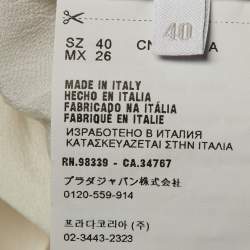 40
SZ 40 CN
MX 26
MADE IN ITALY
HECHO EN ITALIA
FABRICADO NA ITÁLIA
FABRIQUÉ EN ITALIE
ИЗРАБОТЕНО В ИТАЛИЯ
ΚΑΤΑΣΚΕΥΑΖΕΤΑΙ ΣΤΗΝ ΙΤΑΛΙΑ
RN.98339 - CA.34767
プラダジャパン株式会社
0120-559-914
프라다코리아 (주)
02-3443-2323